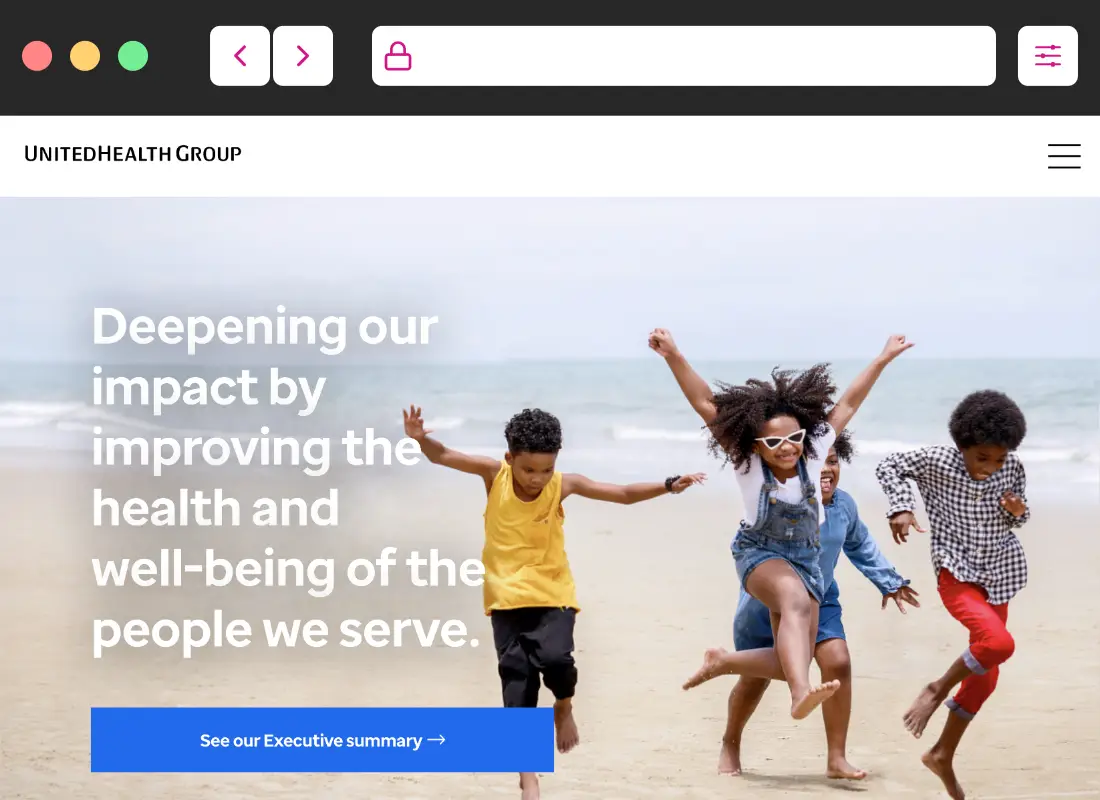 UNITEDHEALTH GROUP
Deepening our
impact by
improving the
health and
well-being of the
people we serve.
See our Executive summary →